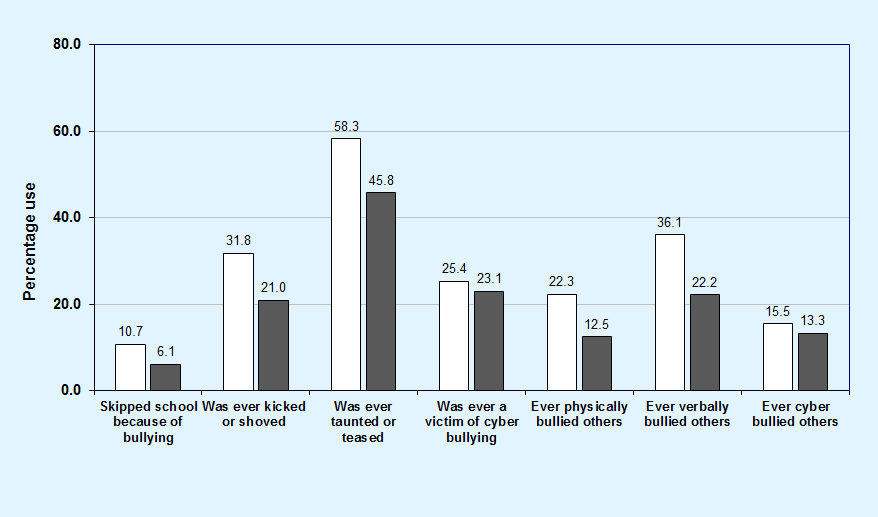 80.0
60.0
40.0
20.0
0.0
Percentage use
10.7
6.1
31.8
21.0
58.3
45.8
25.4
23.1
22.3
12.5
36.1
22.2
15.5
13.3
Skipped school
because of
bullying
Was ever kicked
or shoved
Was ever
taunted or
teased
Was ever a
victim of cyber
bullying
Ever physically
bullied others
Ever verbally
bullied others
Ever cyber
bullied others